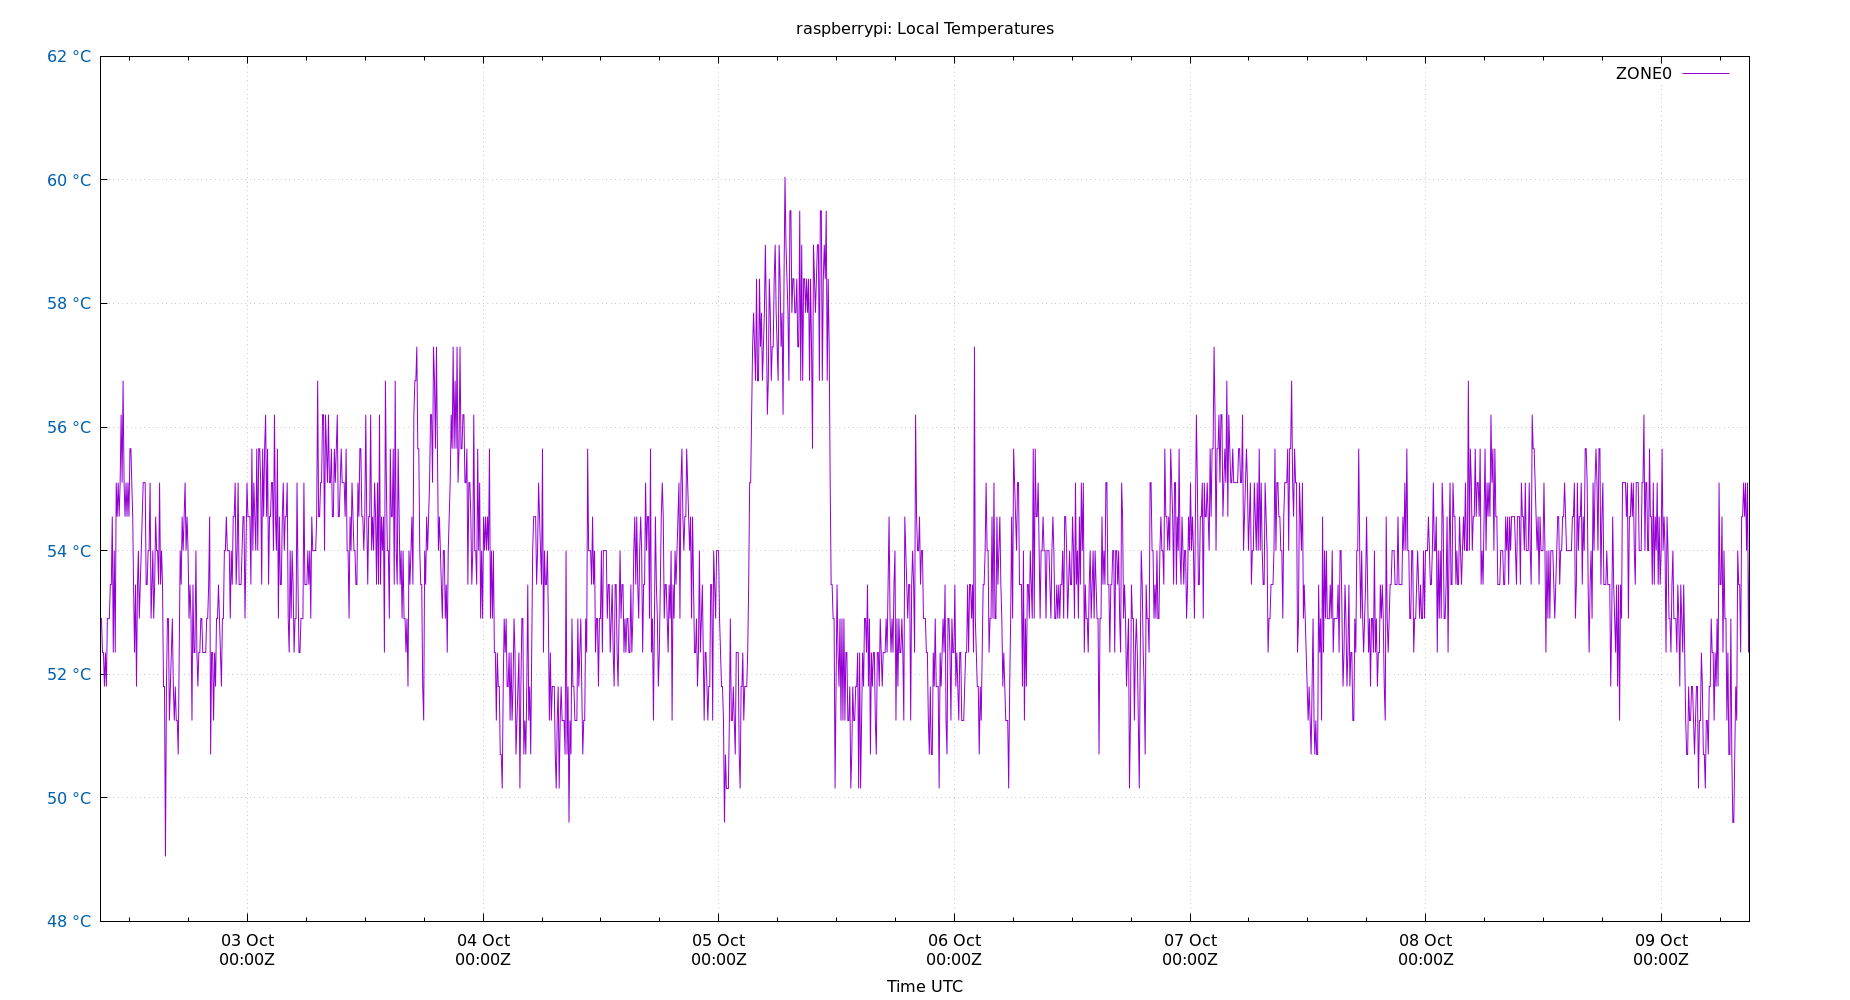 raspberrypi: Local Temperatures
ZONE0
62 °C
60 °C
58 °C
56 °C
54 °C
52 °C
50 °C
48 °C
03 Oct 04 Oct 05 Oct 06 Oct 07 Oct 08 Oct 09 Oct
00:00Z 00:00Z 00:00Z 00:00Z 00:00Z 00:00Z 00:00Z
Time UTC